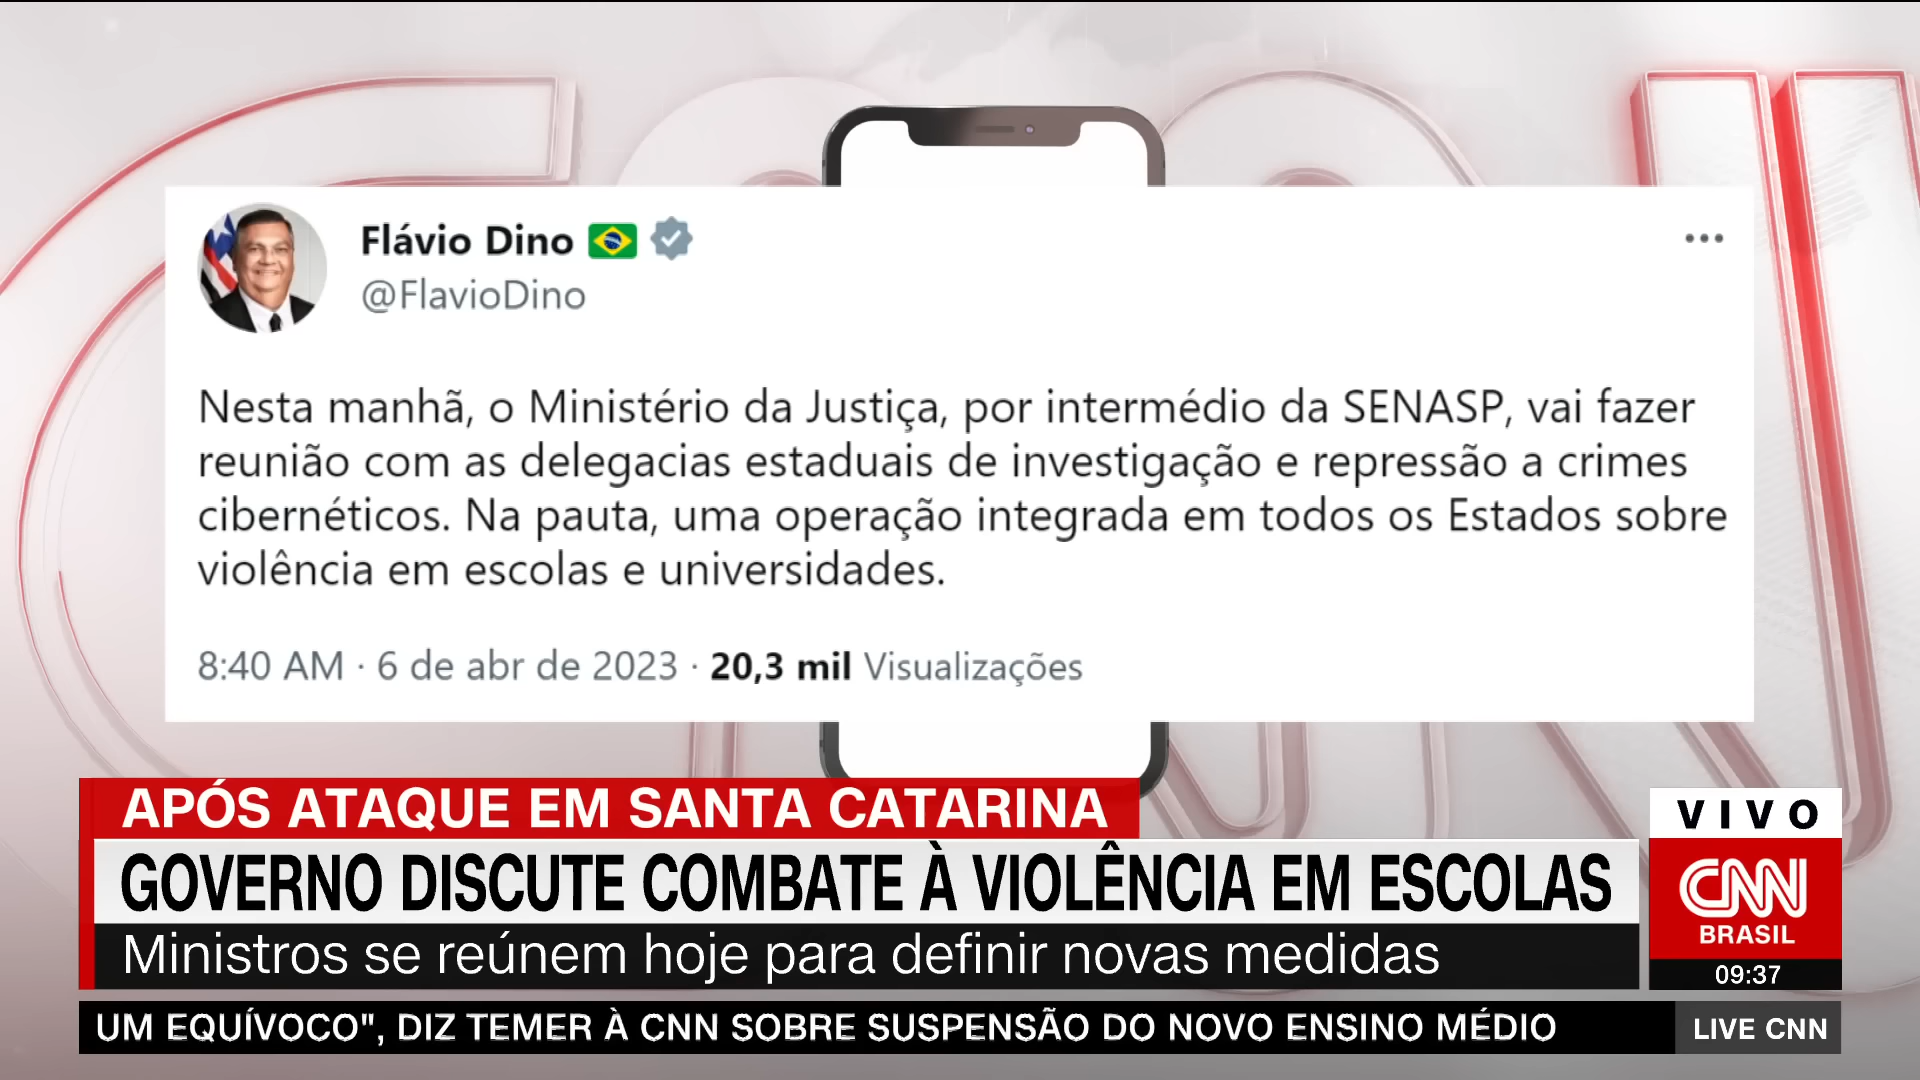 Flávio Dino
@FlavioDino
Nesta manhã, o Ministério da Justiça, por intermédio da SENASP, vai fazer
reunião com as delegacias estaduais de investigação e repressão a crimes
cibernéticos. Na pauta, uma operação integrada em todos os Estados sobre
violência em escolas e universidades.
8:40 AM · 6 de abr de 2023 · 20,3 mil Visualizações
APÓS ATAQUE EM SANTA CATARINA
GOVERNO DISCUTE COMBATE À VIOLÊNCIA EM ESCOLAS
Ministros se reúnem hoje para definir novas medidas
VIVO
CNN
BRASIL
09:37
UM EQUÍVOCO", DIZ TEMER À CNN SOBRE SUSPENSÃO DO NOVO ENSINO MÉDIO
LIVE CNN